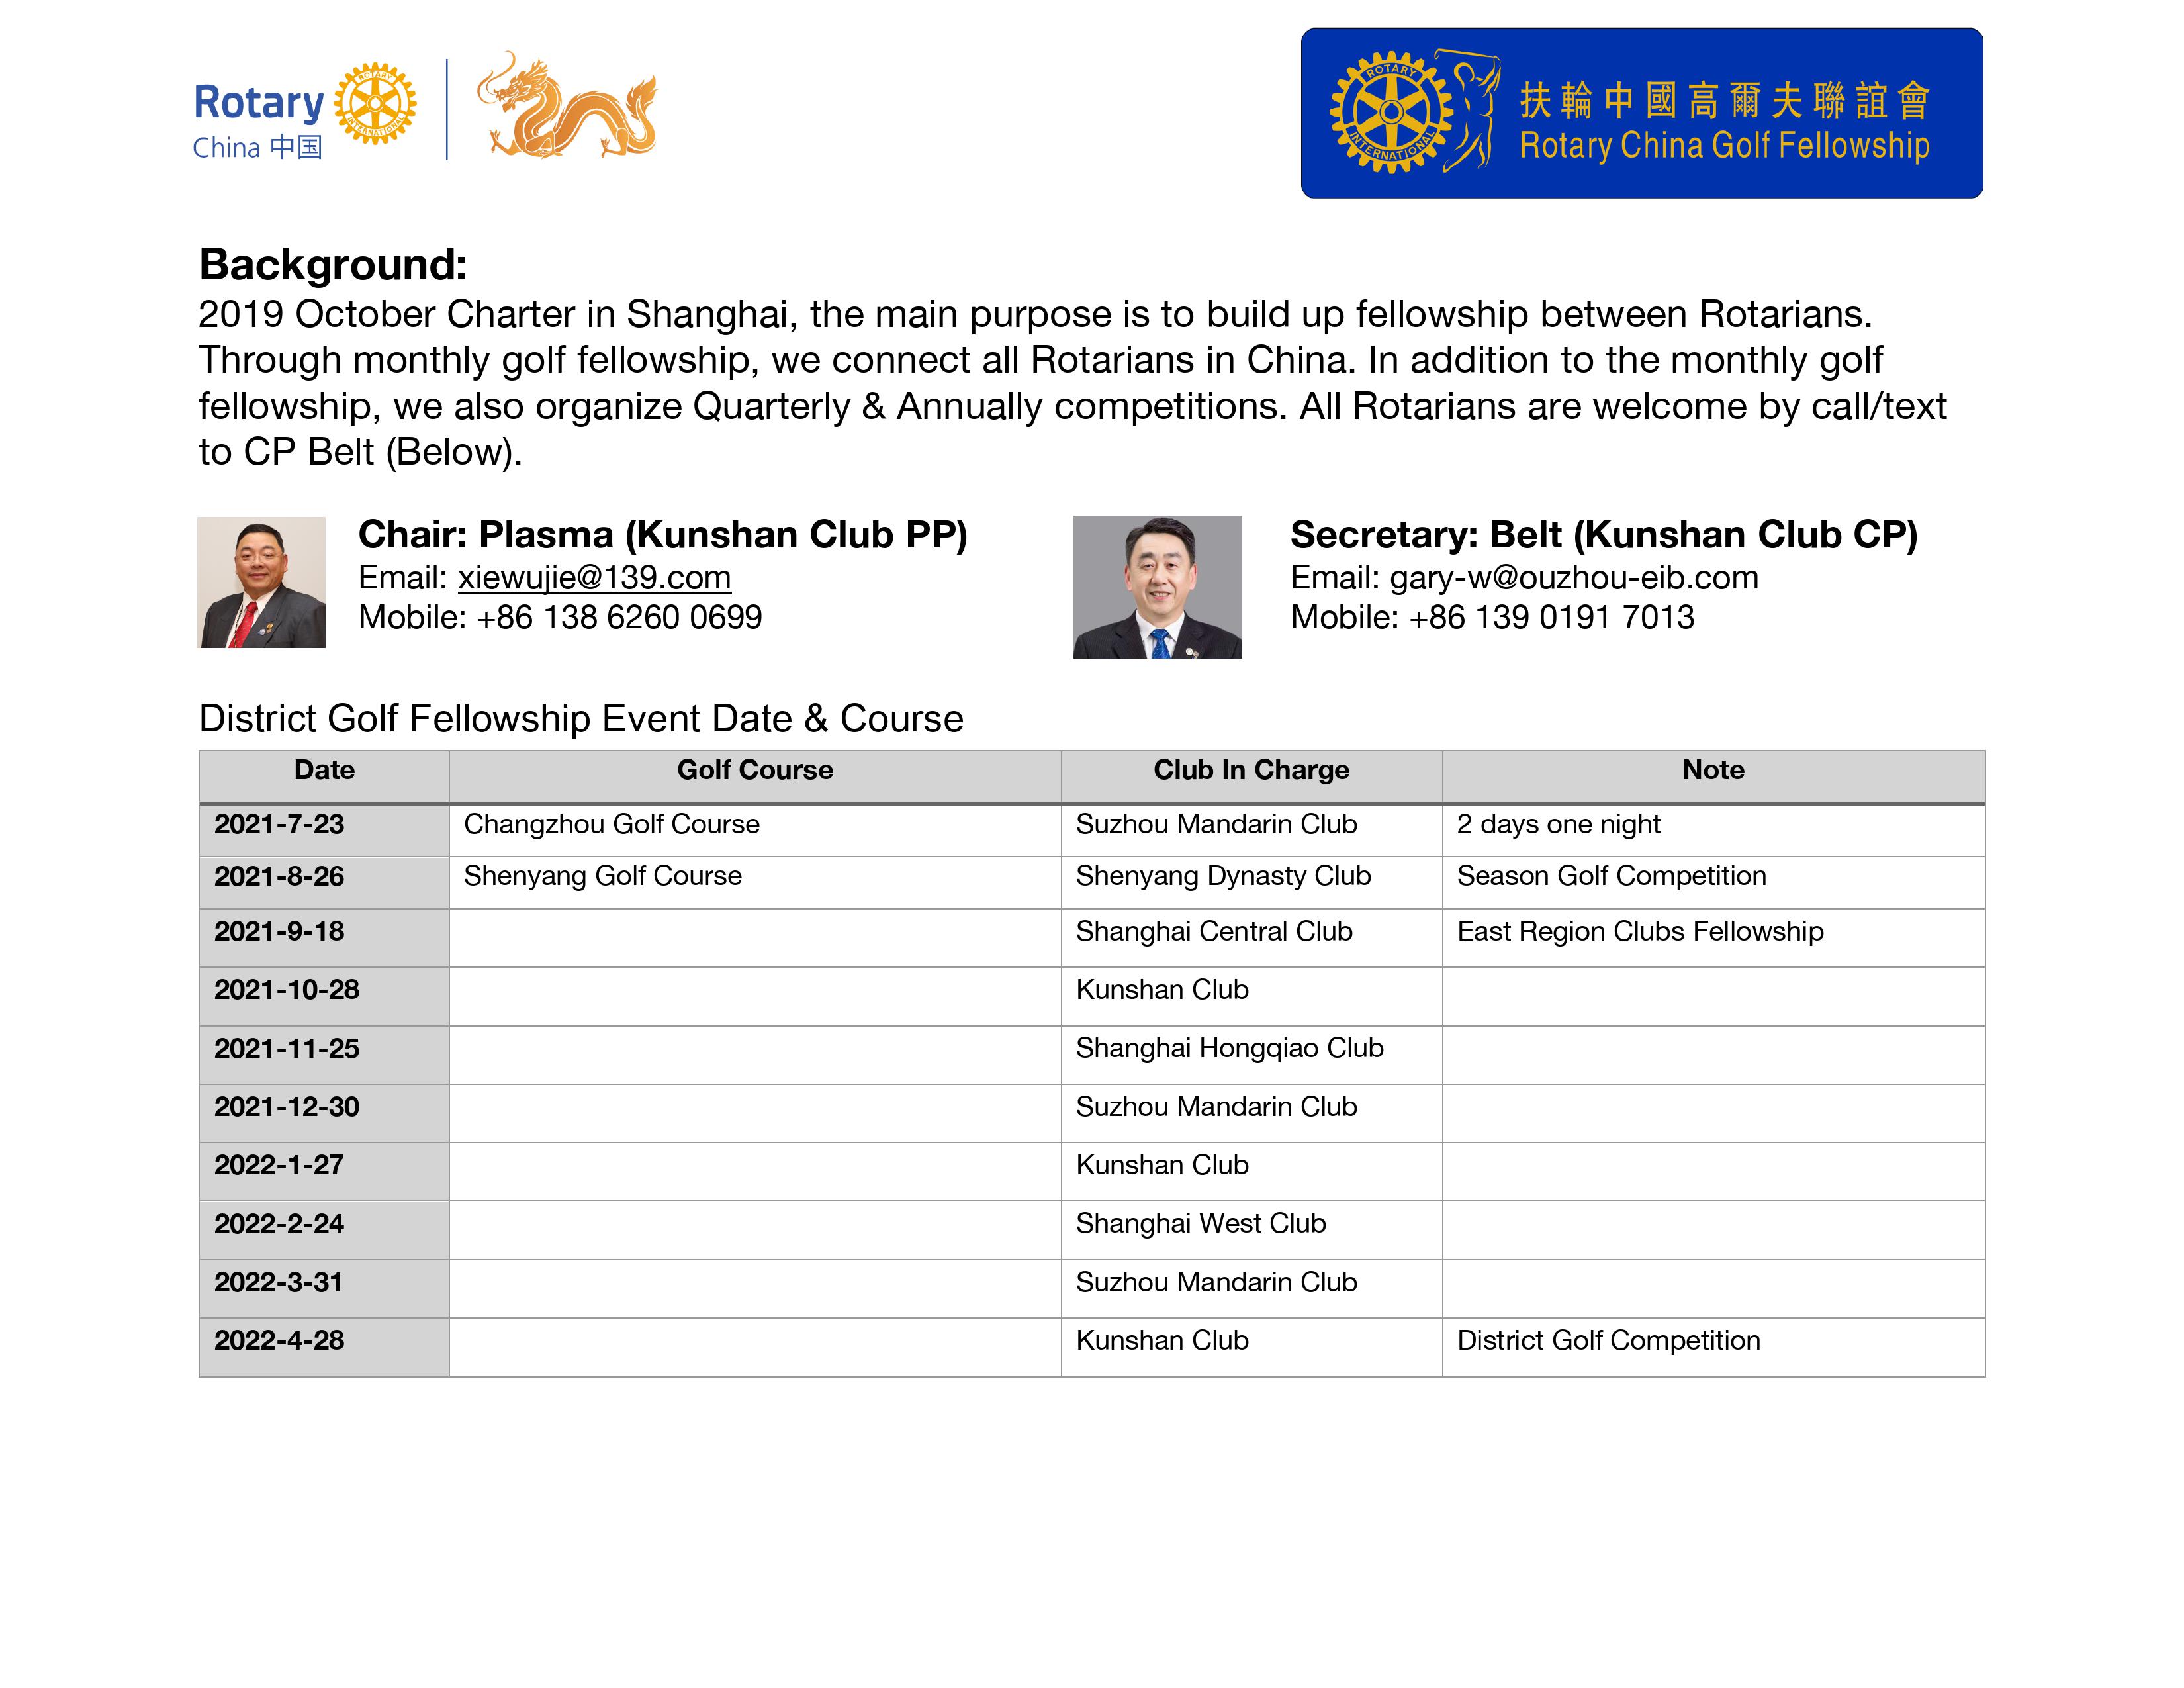 Rotary
China 中国
ROTARY
INTERNATIONAL
ROTARY
INTERNATIONAL
扶輪中國高爾夫聯誼會
Rotary China Golf Fellowship
Background:
2019 October Charter in Shanghai, the main purpose is to build up fellowship between Rotarians.
Through monthly golf fellowship, we connect all Rotarians in China. In addition to the monthly golf
fellowship, we also organize Quarterly & Annually competitions. All Rotarians are welcome by call/text
to CP Belt (Below).
Chair: Plasma (Kunshan Club PP)
Email: xiewujie@139.com
Mobile: +86 138 6260 0699
Secretary: Belt (Kunshan Club CP)
Email: gary-w@ouzhou-eib.com
Mobile: +86 139 0191 7013
District Golf Fellowship Event Date & Course
Date Golf Course Club In Charge Note
2021-7-23 Changzhou Golf Course Suzhou Mandarin Club 2 days one night
2021-8-26 Shenyang Golf Course Shenyang Dynasty Club Season Golf Competition
2021-9-18 Shanghai Central Club East Region Clubs Fellowship
2021-10-28 Kunshan Club
2021-11-25 Shanghai Hongqiao Club
2021-12-30 Suzhou Mandarin Club
2022-1-27 Kunshan Club
2022-2-24 Shanghai West Club
2022-3-31 Suzhou Mandarin Club
2022-4-28 Kunshan Club District Golf Competition